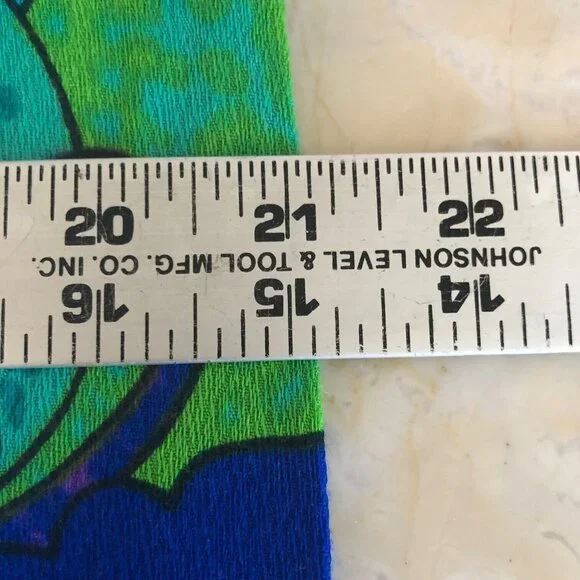 20 21 22
JOHNSON LEVEL & TOOL MFG. CO. INC.
14 15 16